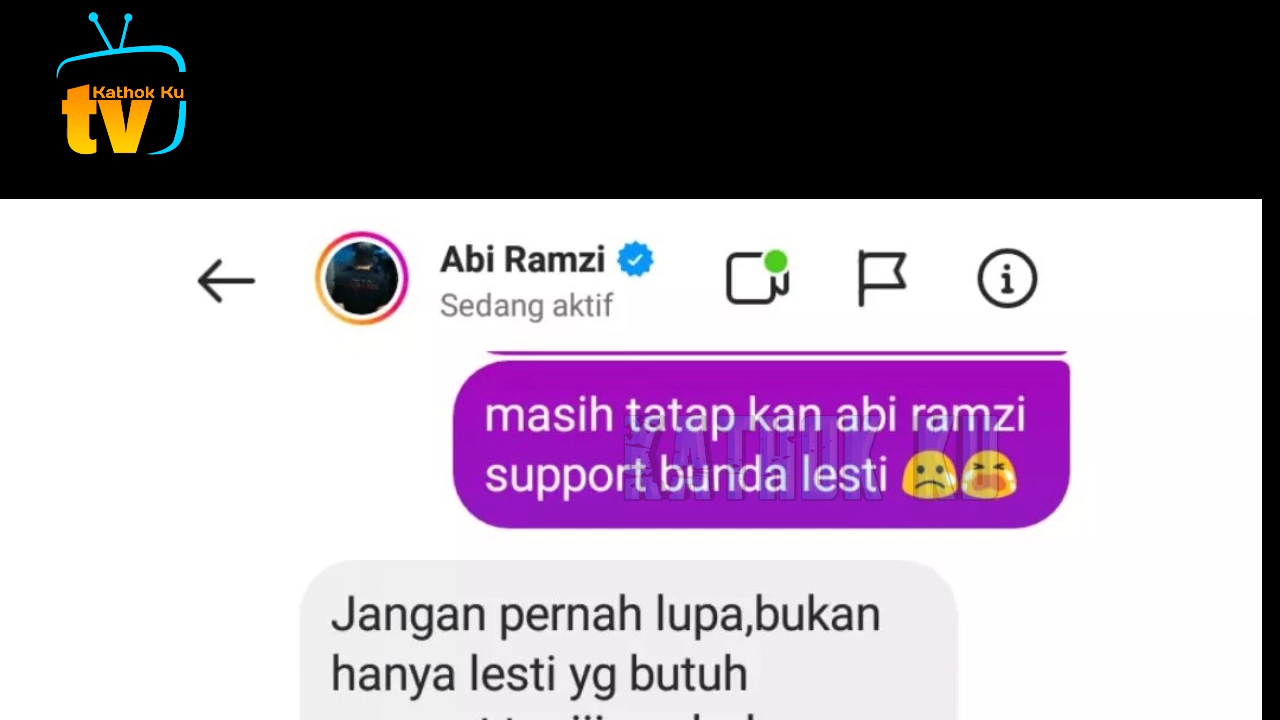 Kathok Ku
tv
Abi Ramzi
Sedang aktif
masih tatap kan abi ramzi
support bunda lesti
KATHOK KU
Jangan pernah lupa,bukan
hanya lesti yg butuh